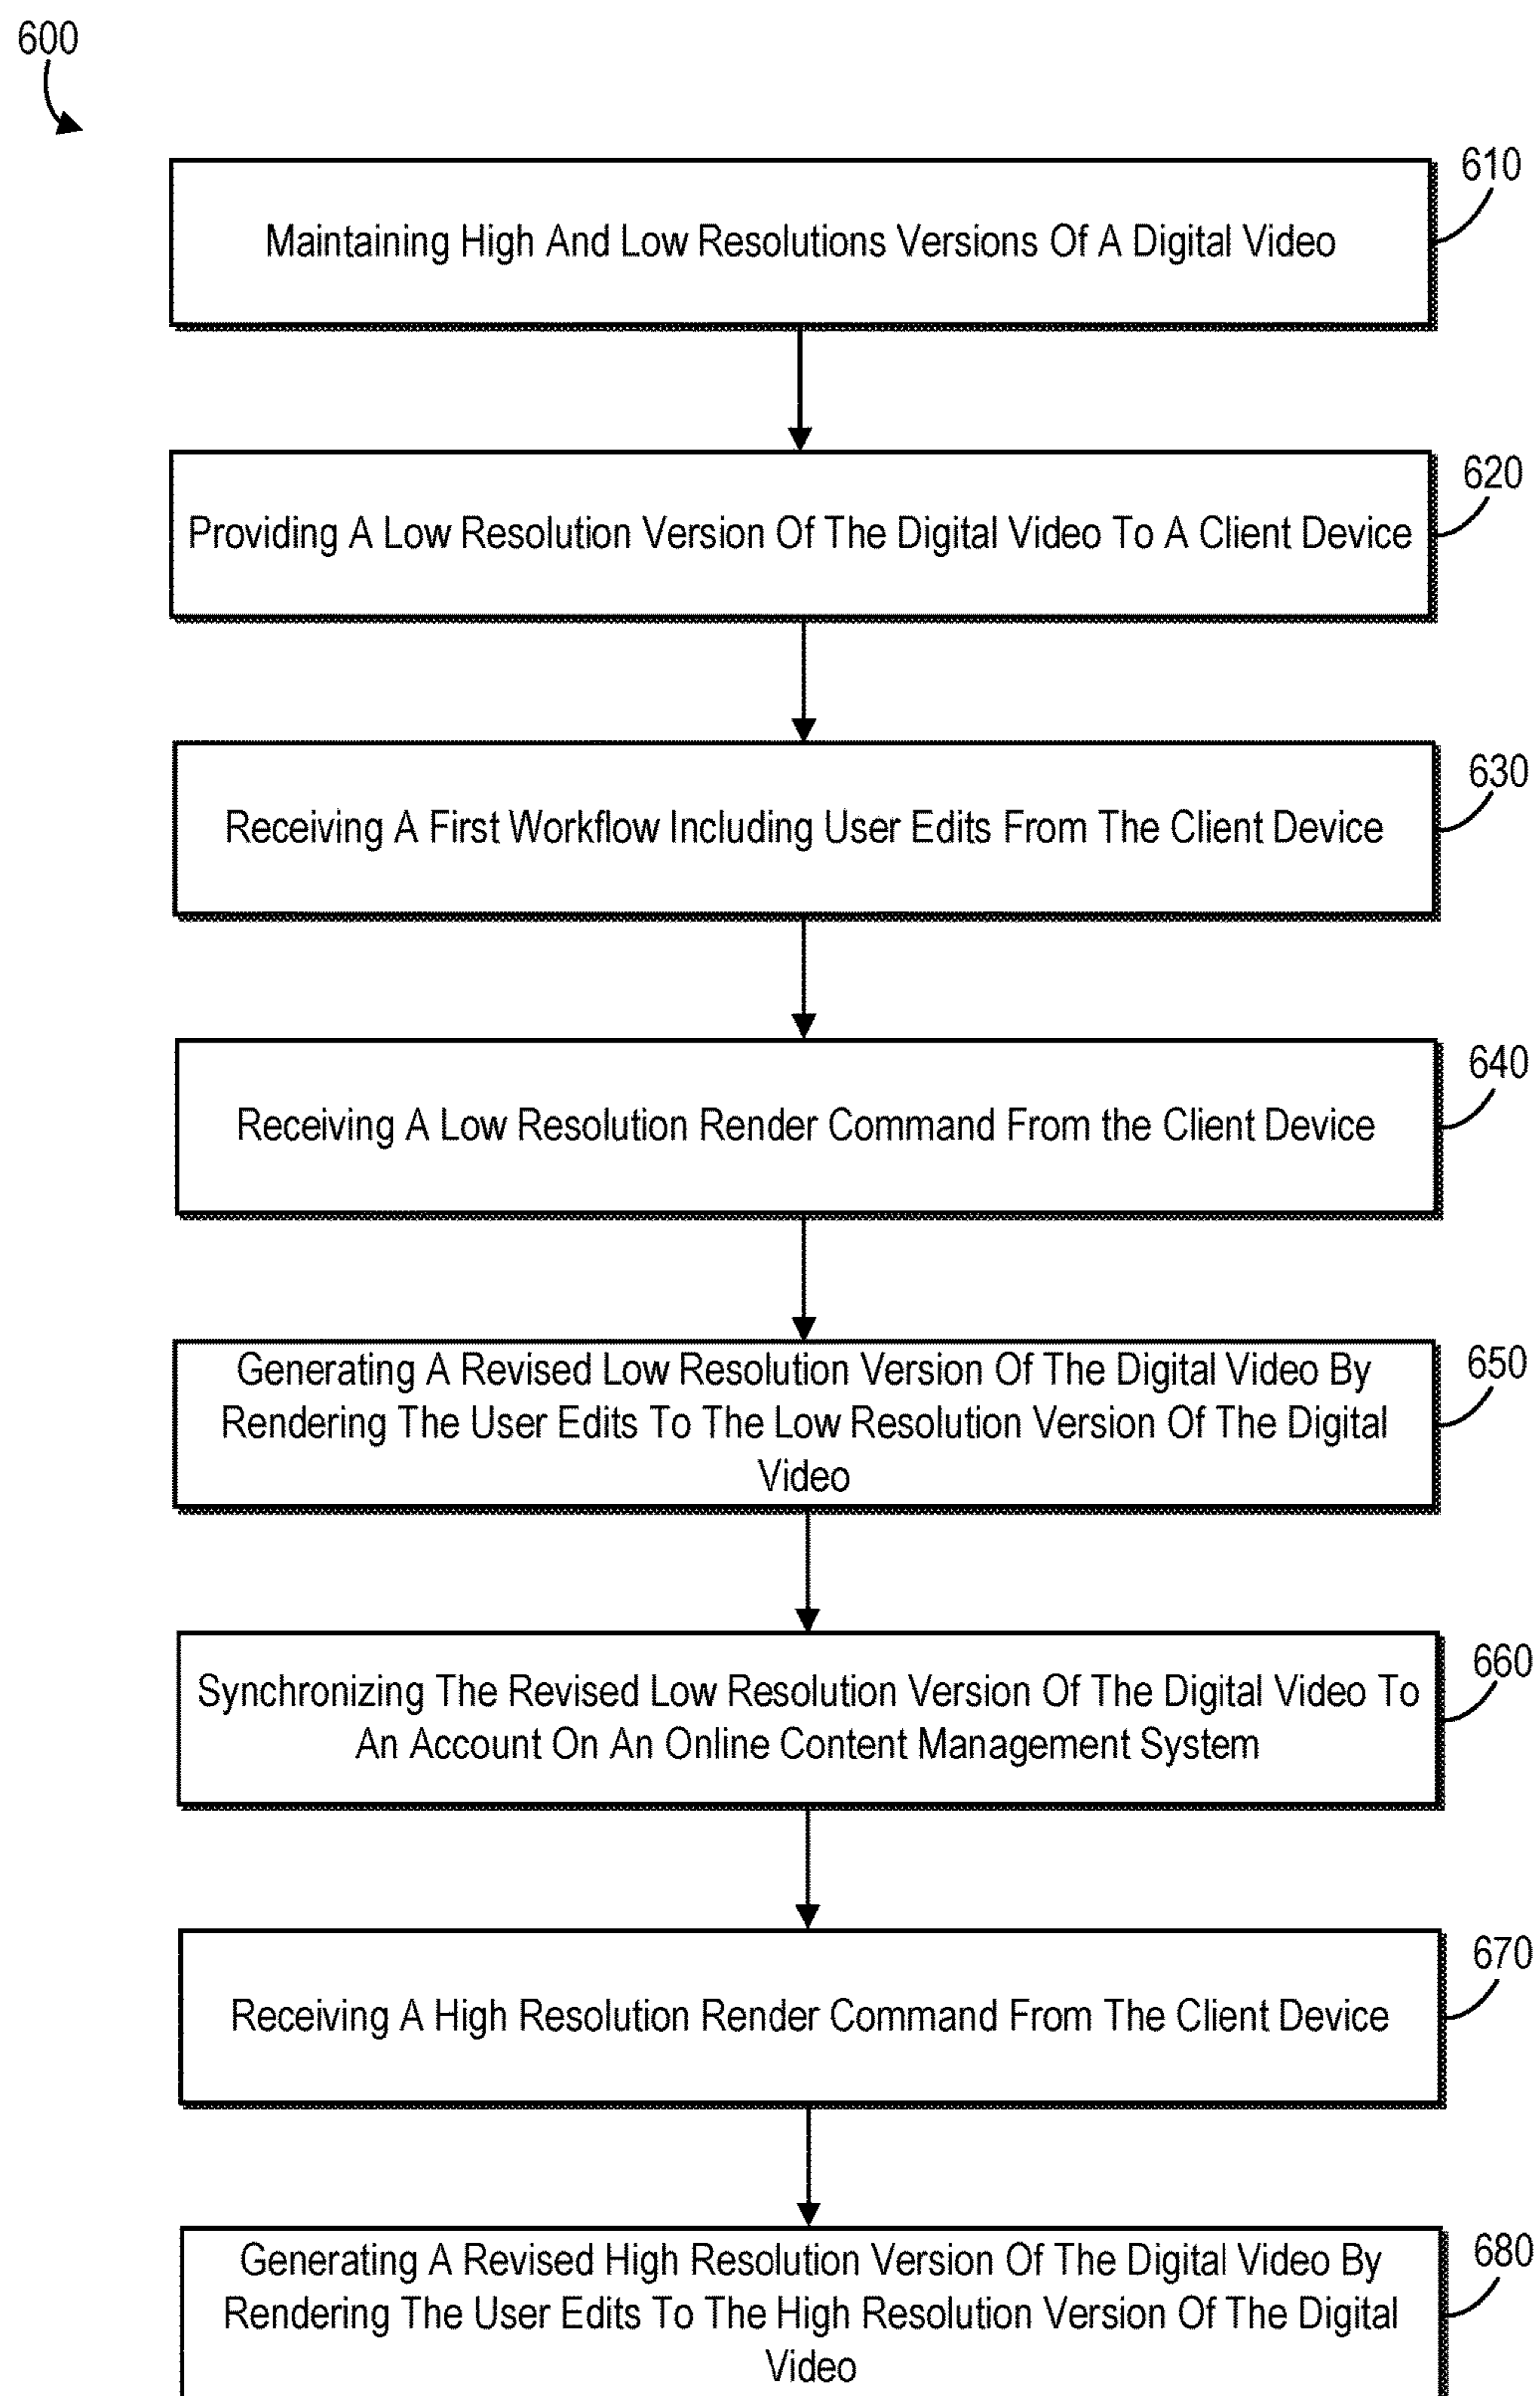 600
610
Maintaining High And Low Resolutions Versions Of A Digital Video
620
Providing A Low Resolution Version Of The Digital Video To A Client Device
630
Receiving A First Workflow Including User Edits From The Client Device
640
Receiving A Low Resolution Render Command From the Client Device
650
Generating A Revised Low Resolution Version Of The Digital Video By
Rendering The User Edits To The Low Resolution Version Of The Digital
Video
660
Synchronizing The Revised Low Resolution Version Of The Digital Video To
An Account On An Online Content Management System
670
Receiving A High Resolution Render Command From The Client Device
680
Generating A Revised High Resolution Version Of The Digital Video By
Rendering The User Edits To The High Resolution Version Of The Digital
Video